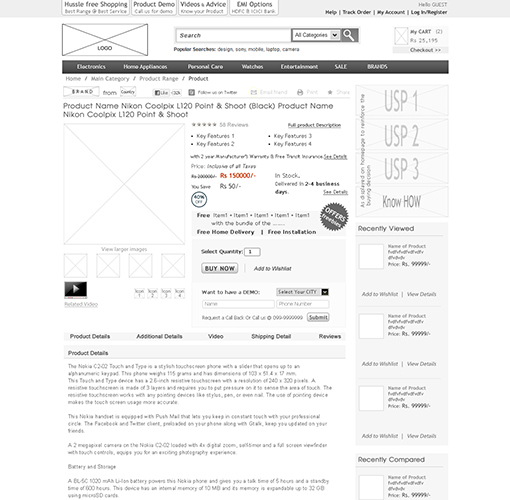 Hussle free Shopping
Best Range @ Best Service
Product Demo
Call us for demo
Videos & Advice
Know your Product
EMI Options
HDFC & ICICI Bank
Hello GUEST
Help | Track Order | My Account | Log In/Register
LOGO
Search
All Categories
Popular Searches: design, sony, mobile, laptop, camera
My CART (2)
Rs 25,195
Checkout >>
Electronics
Home Appliances
Personal Care
Watches
Entertainment
SALE
BRANDS
Home / Main Category / Product Range / Product
BRAND
from
Country
Like
Follow us on Twitter
Send Email
Print
Share
Product Name Nikon Coolpix L120 Point & Shoot (Black) Product Name
Nikon Coolpix L120 Point & Shoot
58 Reviews
Full product Description
• Key Features 1
• Key Features 2
• Key Features 3
• Key Features 4
with 2 year Manufacturer's Warranty & Free Transit Insurance See Details
Price: Inclusive of all Taxes
Rs 200000/-
Rs 150000/-
You Save
Rs 50/-
40%
OFF
In Stock.
Delivered in 2-4 business
days.
See Details
Free Item1 • Item1 • Item1 • Item1 • Item1
with the bundle of the .......
Free Home Delivery | Free Installation
OFFERS
View larger images
Related Video
Icon
1
Icon
2
Icon
3
Icon
4
Select Quantity: 1
BUY NOW
Add to Wishlist
Want to have a DEMO:
Select Your CITY
Name
Phone Number
Request a Call Back Or Call us @ 099-9999999
Submit
As displayed on homepage to reinforce the
buying decision
USP 1
USP 2
USP 3
Know HOW
Recently Viewed
Name of Product
fvdfvfvdfvdfvdfv
dfvdvdv
Price: Rs. 99999/-
Add to Wishlist | View Details
Name of Product
fvdfvfvdfvdfvdfv
dfvdvdv
Price: Rs. 99999/-
Add to Wishlist | View Details
Name of Product
fvdfvfvdfvdfvdfv
dfvdvdv
Price: Rs. 99999/-
Add to Wishlist | View Details
Recently Compared
Name of Product
Product Details
Additional Details
Video
Shipping Detail
Reviews
Product Details
The Nokia C2-02 Touch and Type is a stylish touchscreen phone with a slider that opens up to an
alphanumeric keypad. This phone weighs 115 grams and has dimensions of 103 x 51.4 x 17 mm.
This Touch and Type device has a 2.6-inch resistive touchscreen with a resolution of 240 x 320 pixels. A
resistive touchscreen is made of 3 layers and requires you to put pressure on it to sense the area of touch. The
resistive touchscreen works with any pointing devices like stylus, pen, or even nail. The use of pointing device
makes the touch screen usage more accurate.
This Nokia handset is equipped with Push Mail that lets you keep in constant touch with your professional
circle. The Facebook and Twitter client, preloaded on your phone along with Gtalk, keep you updated on your
friends.
A 2 megapixel camera on the Nokia C2-02 loaded with 4x digital zoom, selftimer and a full screen viewfinder
with touch controls, equips you for an exciting photography experience.
Battery and Storage
A BL-5C 1020 mAh Li-Ion battery powers this Nokia phone and gives you a talk time of 5 hours and a standby
time of 600 hours. This device has an internal memory of 10 MB and its memory is expandable up to 32 GB
using microSD cards.